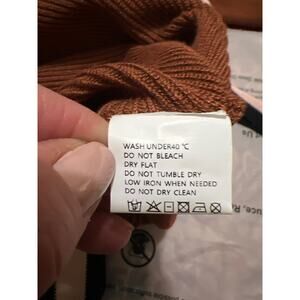 WASH UNDER40 °C
DO NOT BLEACH
DRY FLAT
DO NOT TUMBLE DRY
LOW IRON WHEN NEEDED
DO NOT DRY CLEAN